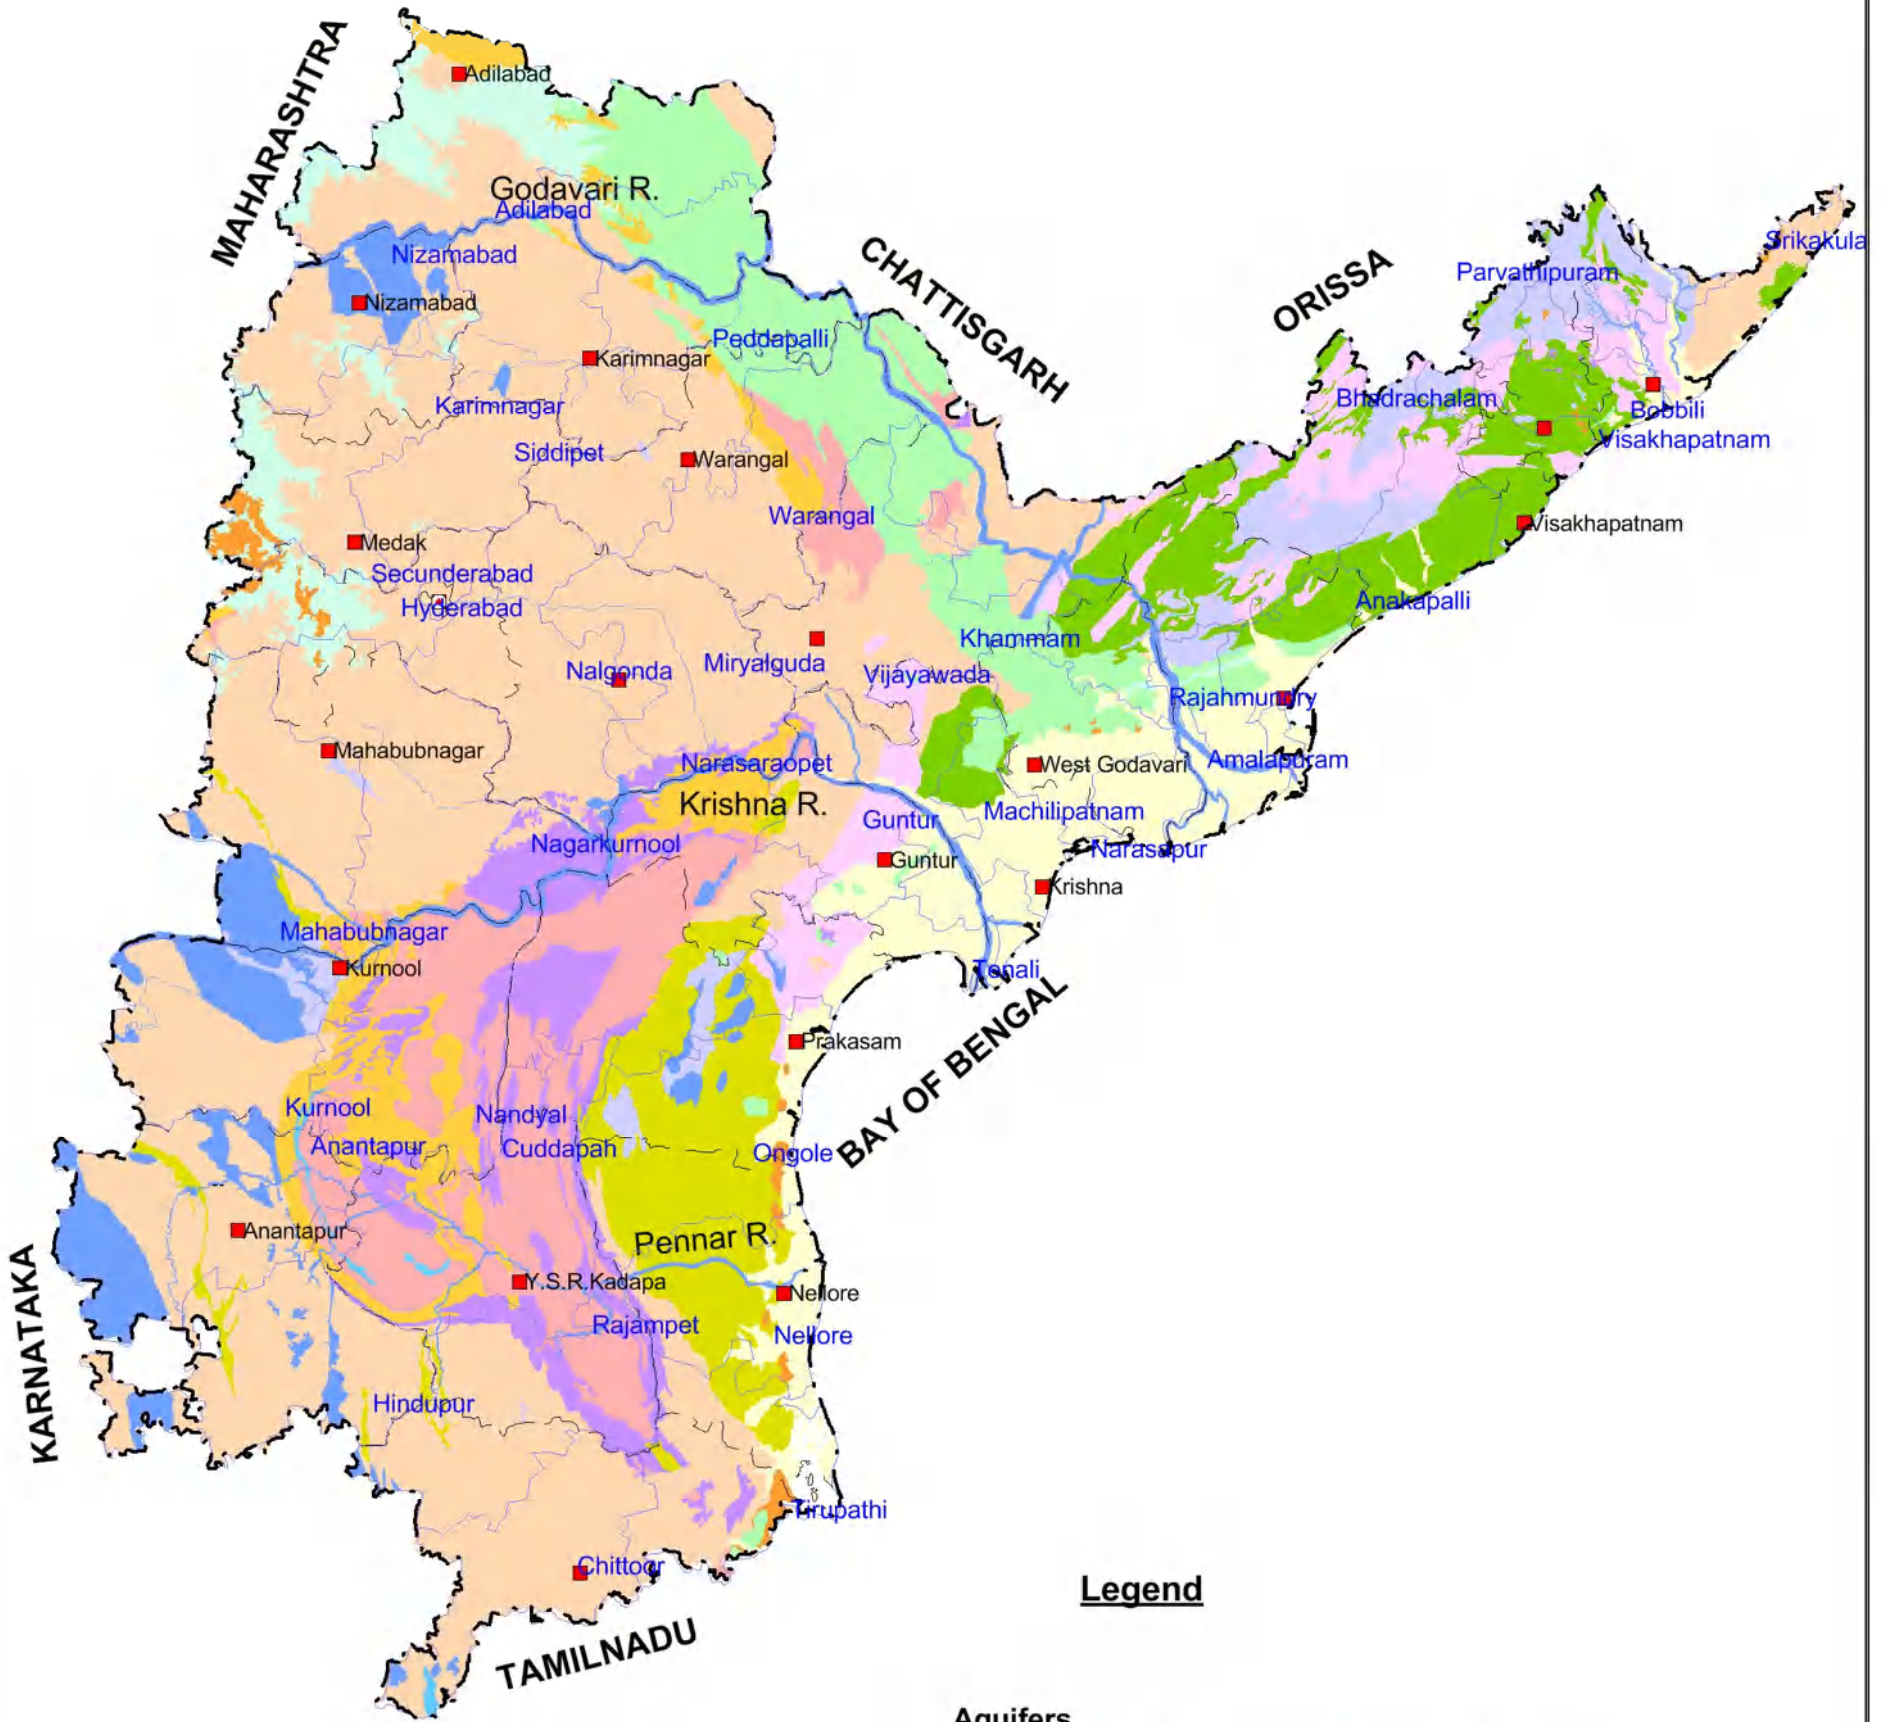 MAHARASHTRA
Adilabad
Godavari R.
Adilabad
Nizamabad
Nizamabad
CHATTISGARH
ORISSA
Parvathipuram
Srikakula
Peddapalli
Karimnagar
Karimnagar
Bhadrachalam
Bobbili
Visakhapatnam
Siddipet
Warangal
Warangal
Visakhapatnam
Medak
Secunderabad
Hyderabad
Anakapalli
Khammam
Nalgonda
Miryalguda
Vijayawada
Rajahmundry
Mahabubnagar
Narasaraopet
West Godavari
Amalapuram
Krishna R.
Guntur
Machilipatnam
Nagarkurnool
Guntur
Narasapur
Krishna
Mahabubnagar
Kurnool
Tenali
BAY OF BENGAL
Prakasam
Kurnool
Nandyal
Anantapur
Cuddapah
Ongole
Anantapur
Pennar R.
Y.S.R.Kadapa
Nellore
KARNATAKA
Rajampet
Nellore
Hindupur
Tirupathi
Chittoor
TAMILNADU
Legend
Aquifers